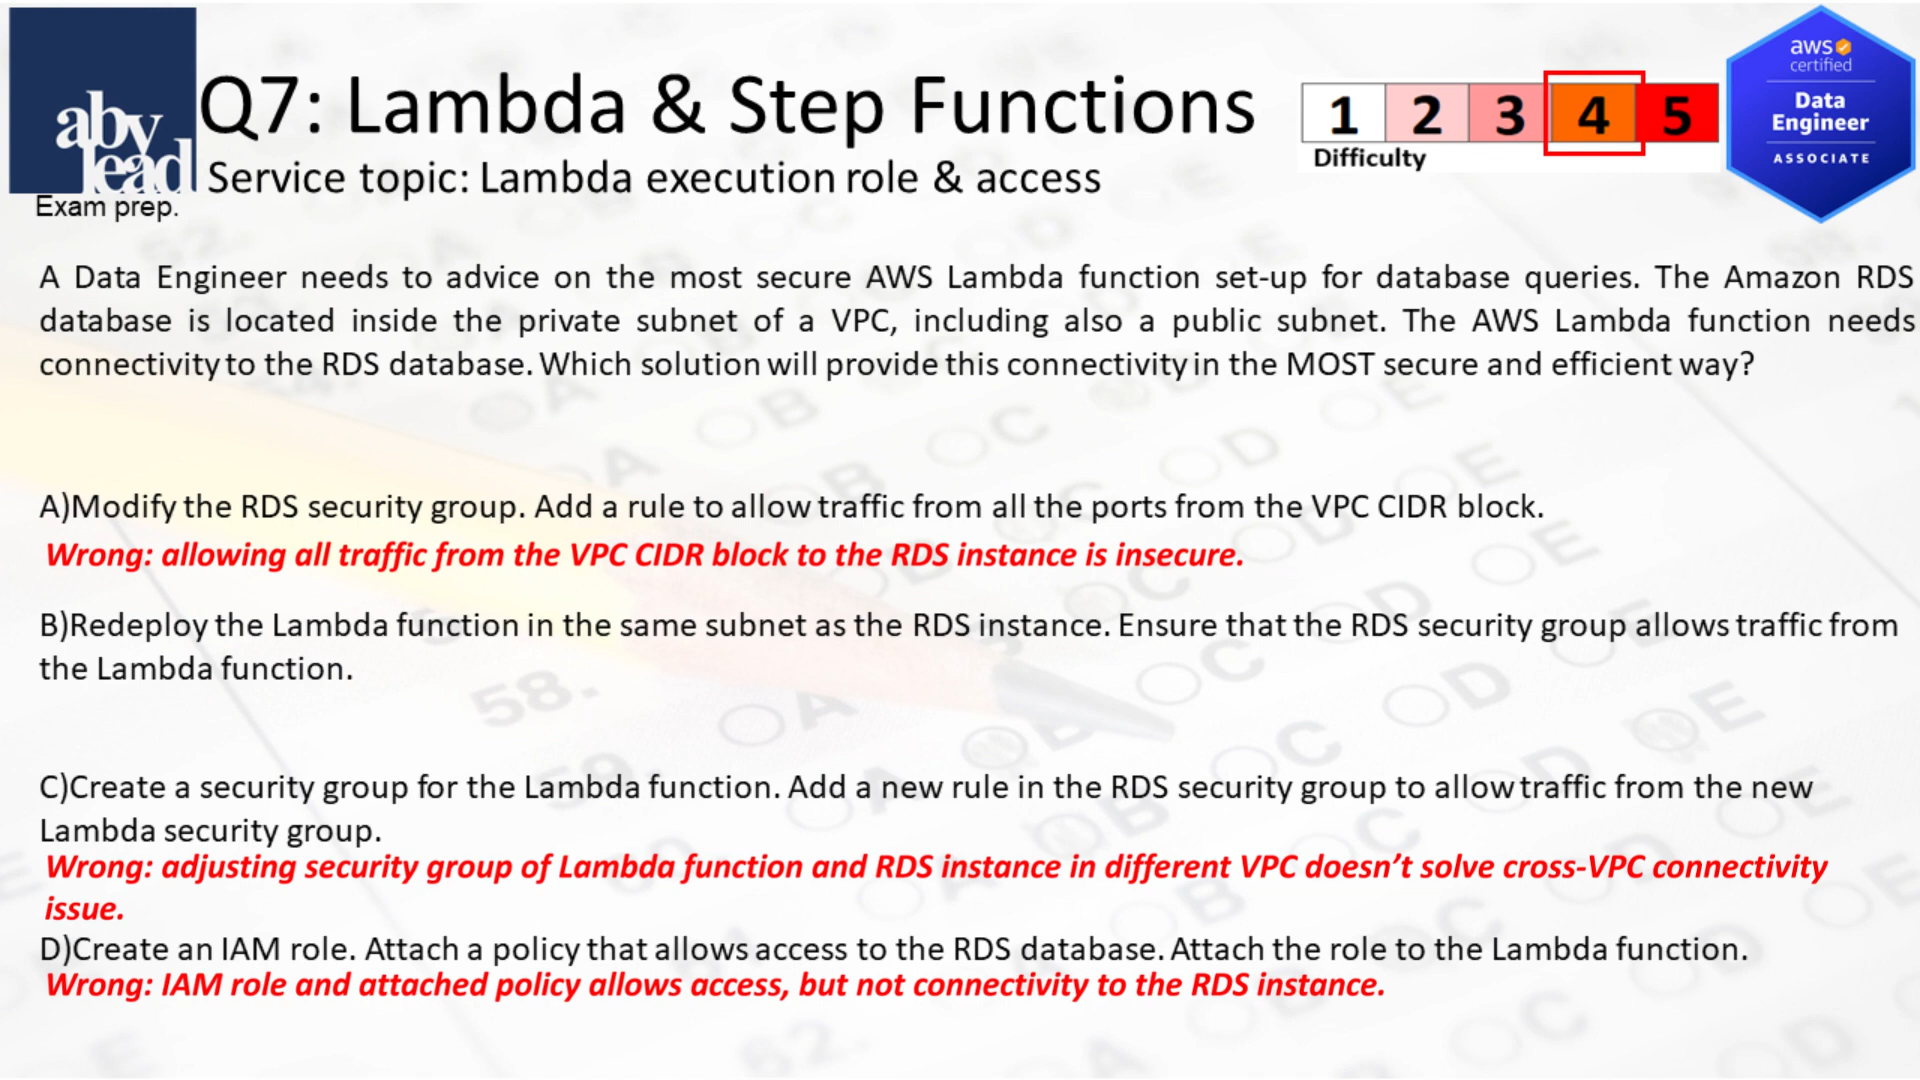 aby
lead
Exam prep.
Q7: Lambda & Step Functions
Service topic: Lambda execution role & access
1 2 3 4 5
Difficulty
aws
certified
Data
Engineer
ASSOCIATE
A Data Engineer needs to advice on the most secure AWS Lambda function set-up for database queries. The Amazon RDS
database is located inside the private subnet of a VPC, including also a public subnet. The AWS Lambda function needs
connectivity to the RDS database. Which solution will provide this connectivity in the MOST secure and efficient way?
A)Modify the RDS security group. Add a rule to allow traffic from all the ports from the VPC CIDR block.
Wrong: allowing all traffic from the VPC CIDR block to the RDS instance is insecure.
B)Redeploy the Lambda function in the same subnet as the RDS instance. Ensure that the RDS security group allows traffic from
the Lambda function.
C)Create a security group for the Lambda function. Add a new rule in the RDS security group to allow traffic from the new
Lambda security group.
Wrong: adjusting security group of Lambda function and RDS instance in different VPC doesn't solve cross-VPC connectivity
issue.
D)Create an IAM role. Attach a policy that allows access to the RDS database. Attach the role to the Lambda function.
Wrong: IAM role and attached policy allows access, but not connectivity to the RDS instance.